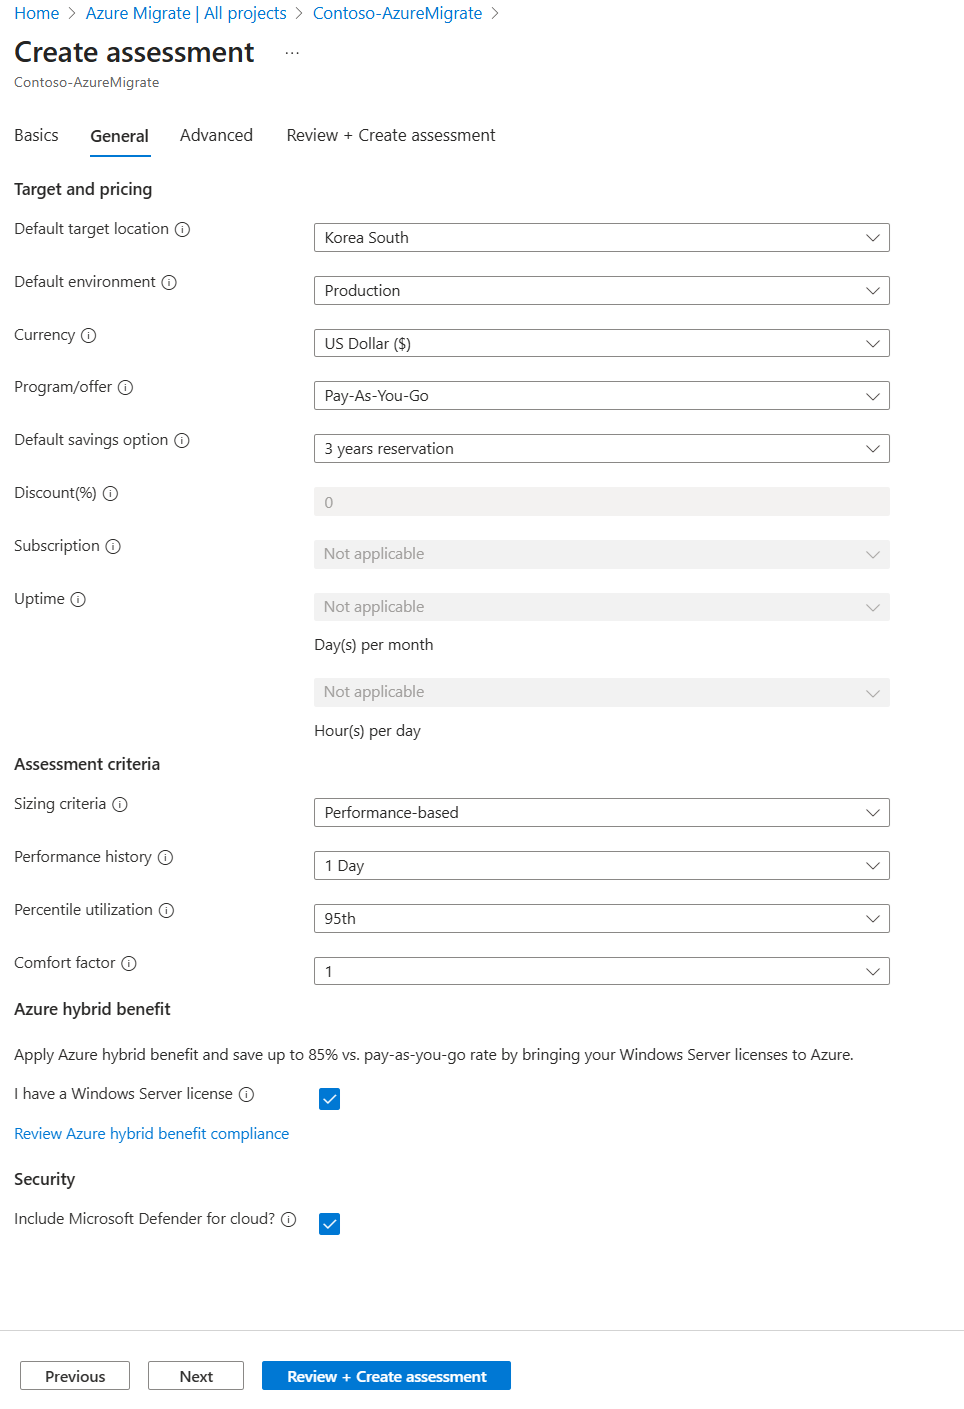 Home > Azure Migrate | All projects > Contoso-AzureMigrate >
Create assessment ...
Contoso-AzureMigrate
Basics General Advanced Review + Create assessment
Target and pricing
Default target location Korea South
Default environment Production
Currency US Dollar ($)
Program/offer Pay-As-You-Go
Default savings option 3 years reservation
Discount(%) 0
Subscription Not applicable
Uptime Not applicable
Day(s) per month
Not applicable
Hour(s) per day
Assessment criteria
Sizing criteria Performance-based
Performance history 1 Day
Percentile utilization 95th
Comfort factor 1
Azure hybrid benefit
Apply Azure hybrid benefit and save up to 85% vs. pay-as-you-go rate by bringing your Windows Server licenses to Azure.
I have a Windows Server license
Review Azure hybrid benefit compliance
Security
Include Microsoft Defender for cloud?
Previous Next Review + Create assessment